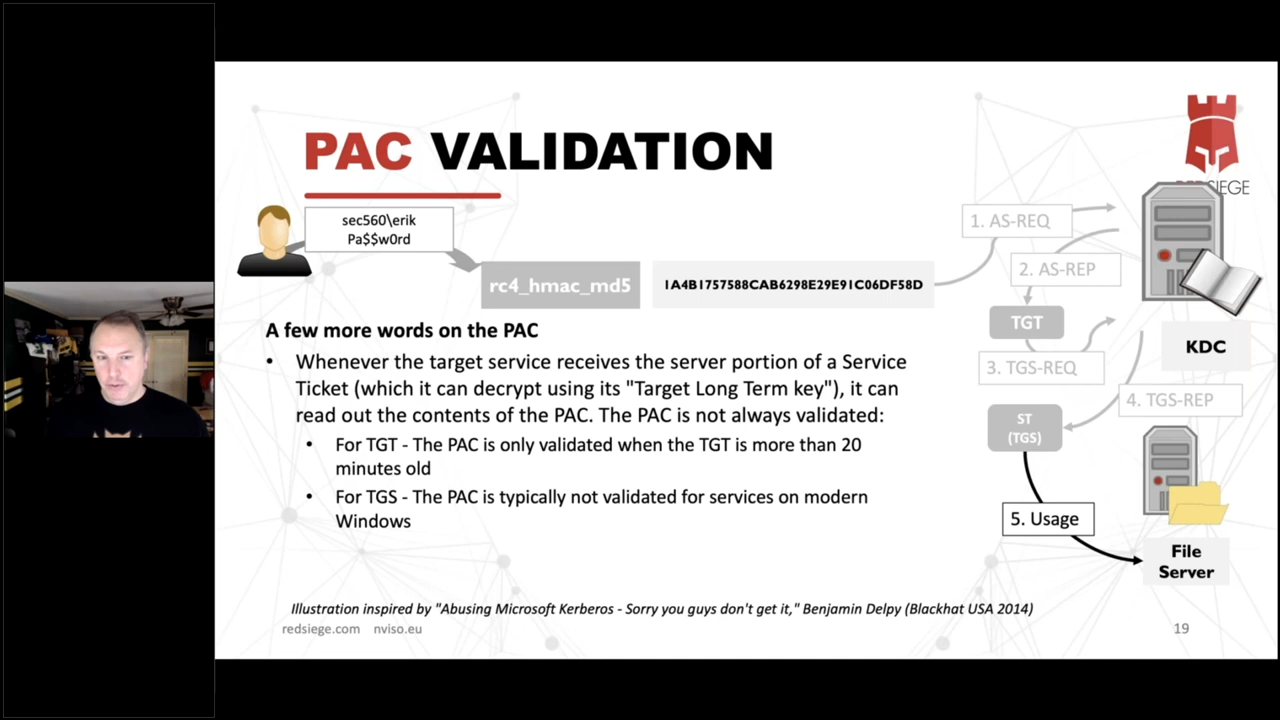 PAC VALIDATION
REDSIEGE
sec560\erik
Pa$$w0rd
rc4_hmac_md5
1A4B1757588CAB6298E29E91C06DF58D
1. AS-REQ
2. AS-REP
TGT
KDC
3. TGS-REQ
4. TGS-REP
ST
(TGS)
5. Usage
File
Server
A few more words on the PAC
• Whenever the target service receives the server portion of a Service
Ticket (which it can decrypt using its "Target Long Term key"), it can
read out the contents of the PAC. The PAC is not always validated:
• For TGT - The PAC is only validated when the TGT is more than 20
minutes old
• For TGS - The PAC is typically not validated for services on modern
Windows
Illustration inspired by "Abusing Microsoft Kerberos - Sorry you guys don't get it," Benjamin Delpy (Blackhat USA 2014)
redsiege.com nviso.eu
19